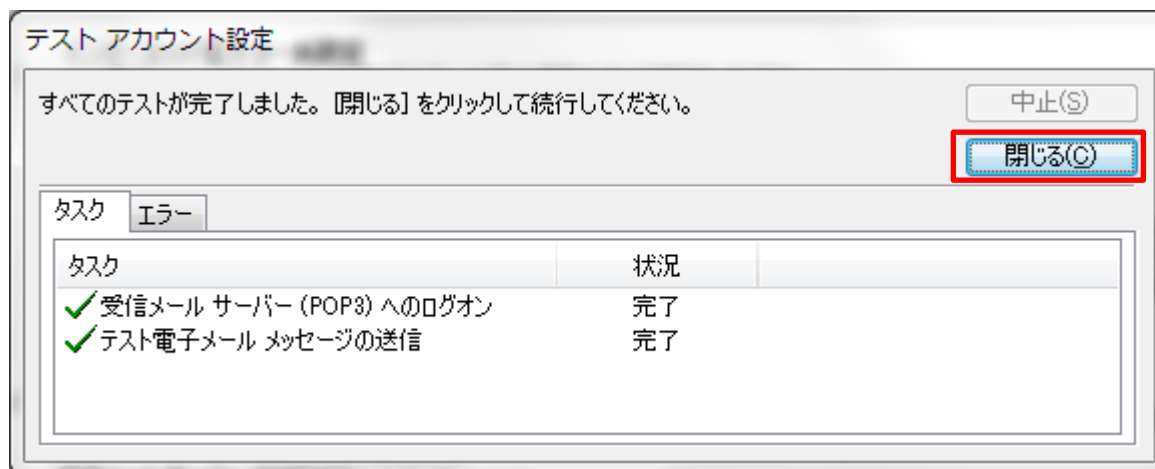 テスト アカウント設定
すべてのテストが完了しました。[閉じる] をクリックして続行してください。
中止(S)
閉じる(C)
タスク エラー
タスク 状況
受信メール サーバー (POP3) へのログオン 完了
テスト電子メール メッセージの送信 完了